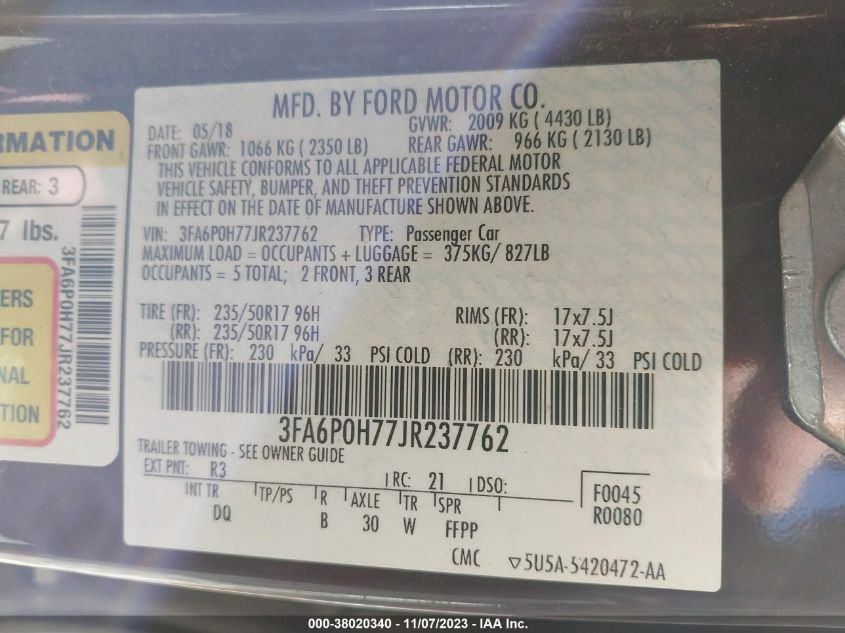 RMATION
REAR: 3
7 lbs.
ERS
FOR
NAL
TION
3FA6P0H77JR237762
MFD. BY FORD MOTOR CO.
DATE: 05/18 GVWR: 2009 KG ( 4430 LB)
FRONT GAWR: 1066 KG ( 2350 LB) REAR GAWR: 966 KG ( 2130 LB)
THIS VEHICLE CONFORMS TO ALL APPLICABLE FEDERAL MOTOR
VEHICLE SAFETY, BUMPER, AND THEFT PREVENTION STANDARDS
IN EFFECT ON THE DATE OF MANUFACTURE SHOWN ABOVE.
VIN: 3FA6P0H77JR237762 TYPE: Passenger Car
MAXIMUM LOAD = OCCUPANTS + LUGGAGE = 375KG/ 827LB
OCCUPANTS = 5 TOTAL; 2 FRONT, 3 REAR
TIRE (FR): 235/50R17 96H RIMS (FR): 17x7.5J
(RR): 235/50R17 96H (RR): 17x7.5J
PRESSURE (FR): 230 kPa/ 33 PSI COLD (RR): 230 kPa/ 33 PSI COLD
3FA6P0H77JR237762
TRAILER TOWING - SEE OWNER GUIDE
EXT PNT: R3 RC: 21 DSO: F0045
INT TR TP/PS R AXLE TR SPR R0080
DQ B 30 W FFPP
CMC ▽5U5A-5420472-AA
000-38020340 - 11/07/2023 - IAA Inc.